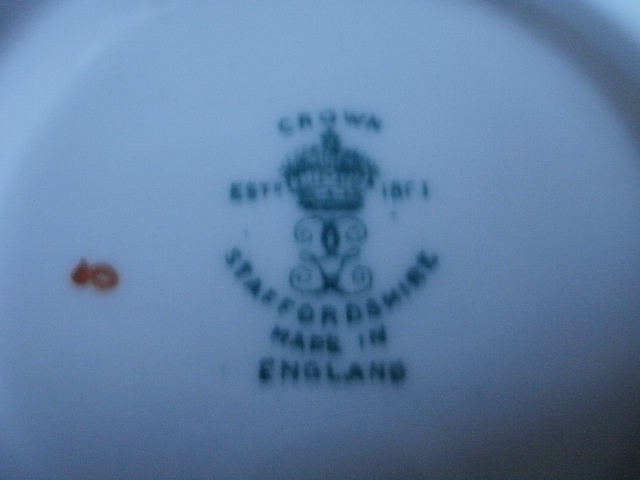 CROWN
ESTD 1801
STAFFORDSHIRE
MADE IN
ENGLAND